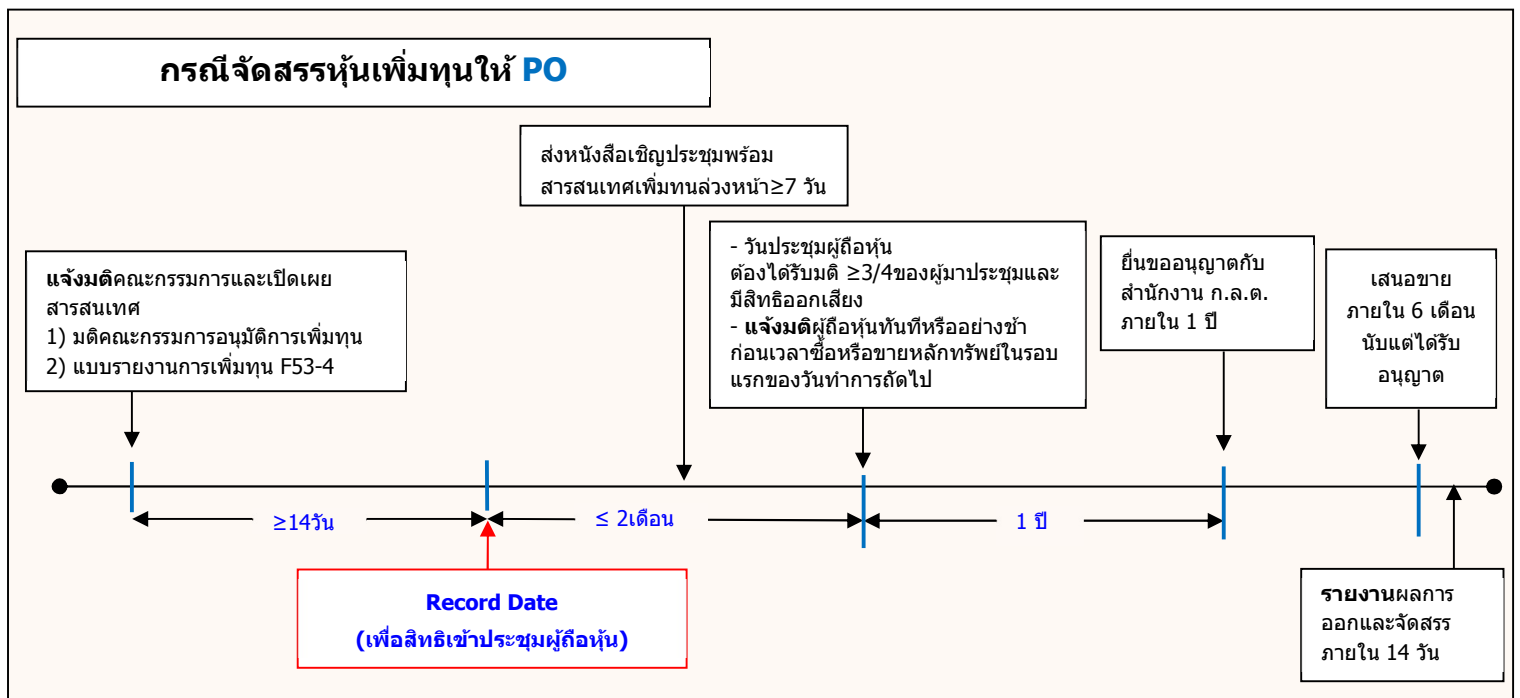 กรณีจัดสรรหุ้นเพิ่มทุนให้ PO
ส่งหนังสือเชิญประชุมพร้อม
สารสนเทศเพิ่มทนล่วงหน้า≥7 วัน
แจ้งมติคณะกรรมการและเปิดเผย
สารสนเทศ
1) มติคณะกรรมการอนุมัติการเพิ่มทุน
2) แบบรายงานการเพิ่มทุน F53-4
- วันประชุมผู้ถือหุ้น
ต้องได้รับมติ ≥3/4ของผู้มาประชุมและ
มีสิทธิออกเสียง
- แจ้งมติผู้ถือหุ้นทันทีหรืออย่างช้า
ก่อนเวลาซื้อหรือขายหลักทรัพย์ในรอบ
แรกของวันทำการถัดไป
ยื่นขออนุญาตกับ
สำนักงาน ก.ล.ต.
ภายใน 1 ปี
เสนอขาย
ภายใน 6 เดือน
นับแต่ได้รับ
อนุญาต
≥14วัน
≤ 2เดือน
1 ปี
Record Date
(เพื่อสิทธิเข้าประชุมผู้ถือหุ้น)
รายงานผลการ
ออกและจัดสรร
ภายใน 14 วัน